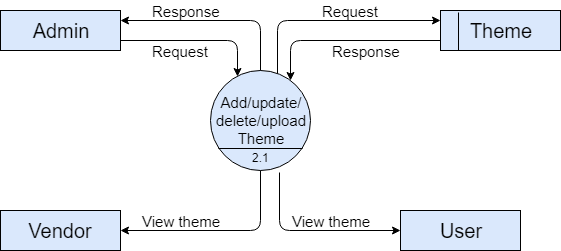 Response
Request
Admin
Theme
Request
Response
Add/update/
delete/upload
Theme
2.1
View theme
View theme
Vendor
User